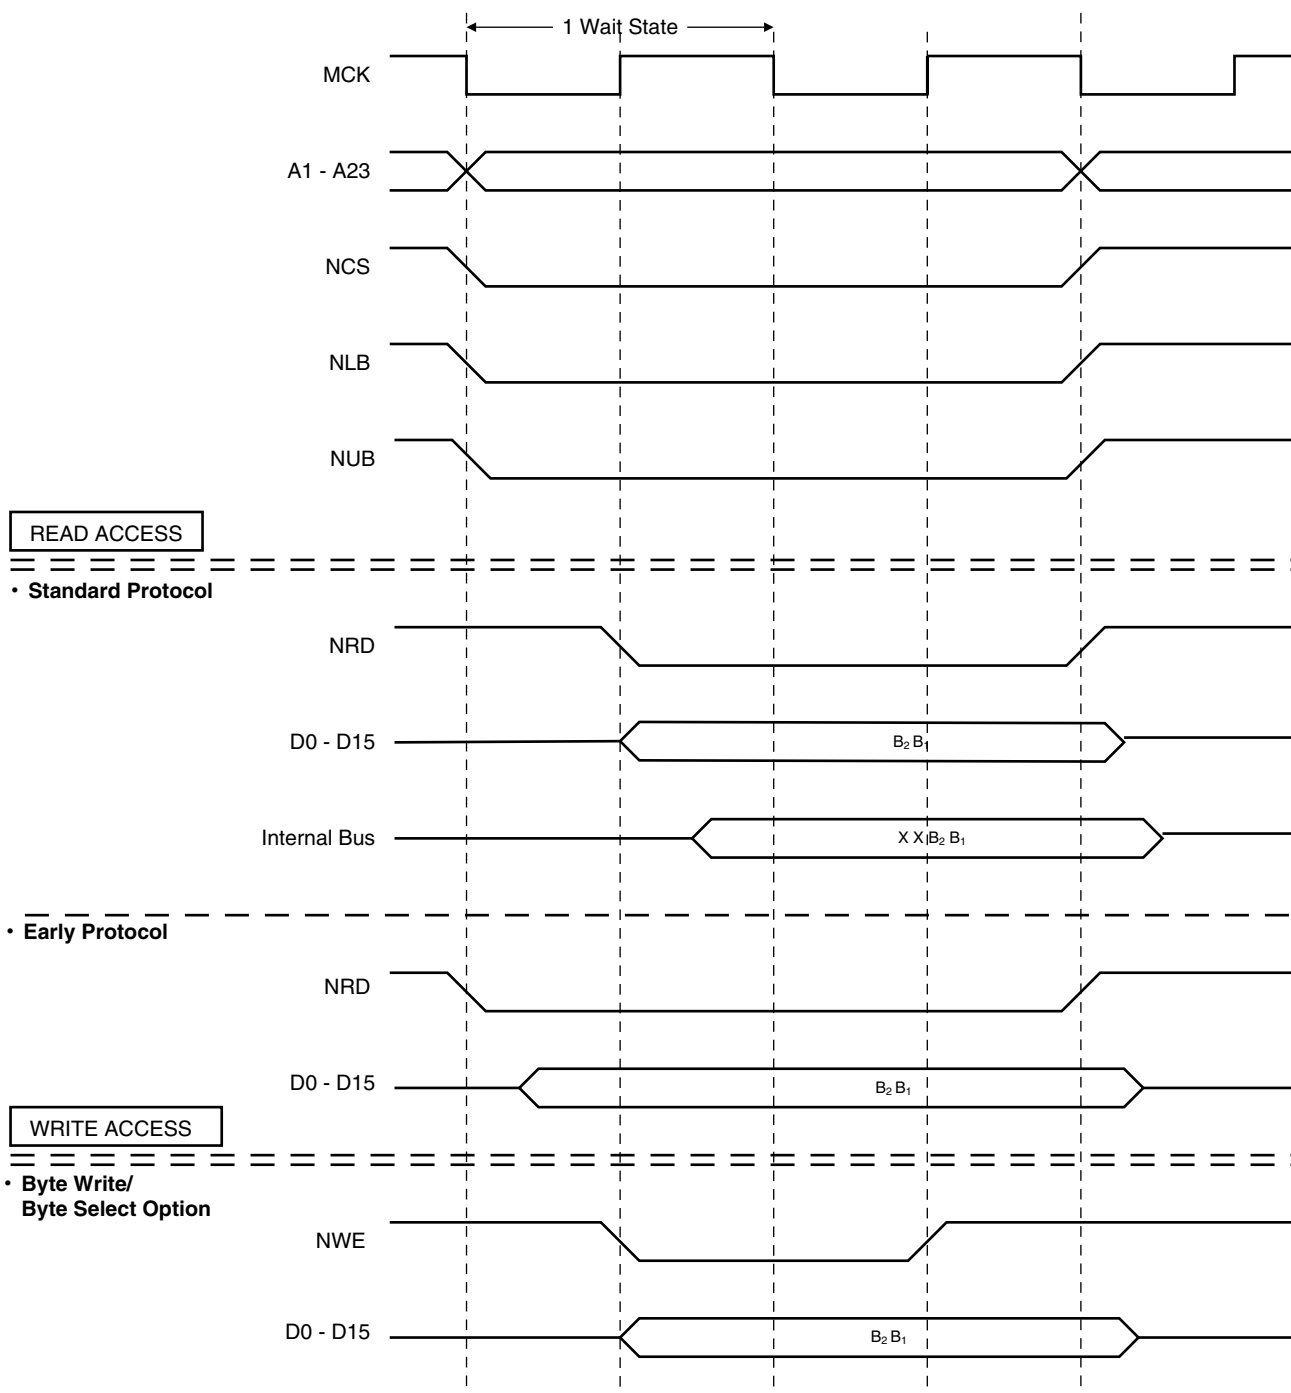 1 Wait State
MCK
A1 - A23
NCS
NLB
NUB
READ ACCESS
• Standard Protocol
NRD
D0 - D15 B₂ B₁
Internal Bus X X B₂ B₁
• Early Protocol
NRD
D0 - D15 B₂ B₁
WRITE ACCESS
• Byte Write/
Byte Select Option
NWE
D0 - D15 B₂ B₁